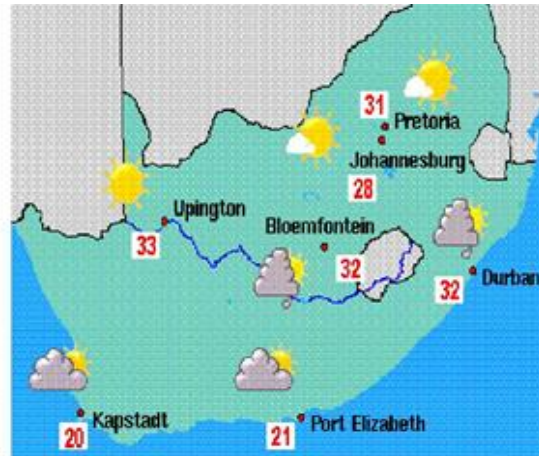 31
Pretoria
Johannesburg
28
Upington
33
Bloemfontein
32
32
Durban
Kapstadt
20
21
Port Elizabeth